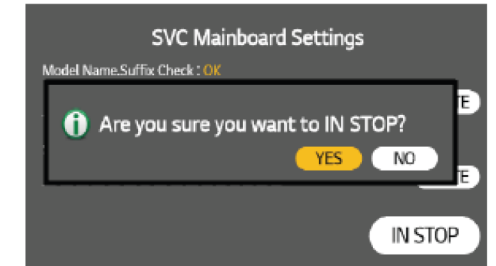 SVC Mainboard Settings
Model Name.Suffix Check : OK
Are you sure you want to IN STOP?
YES NO
IN STOP